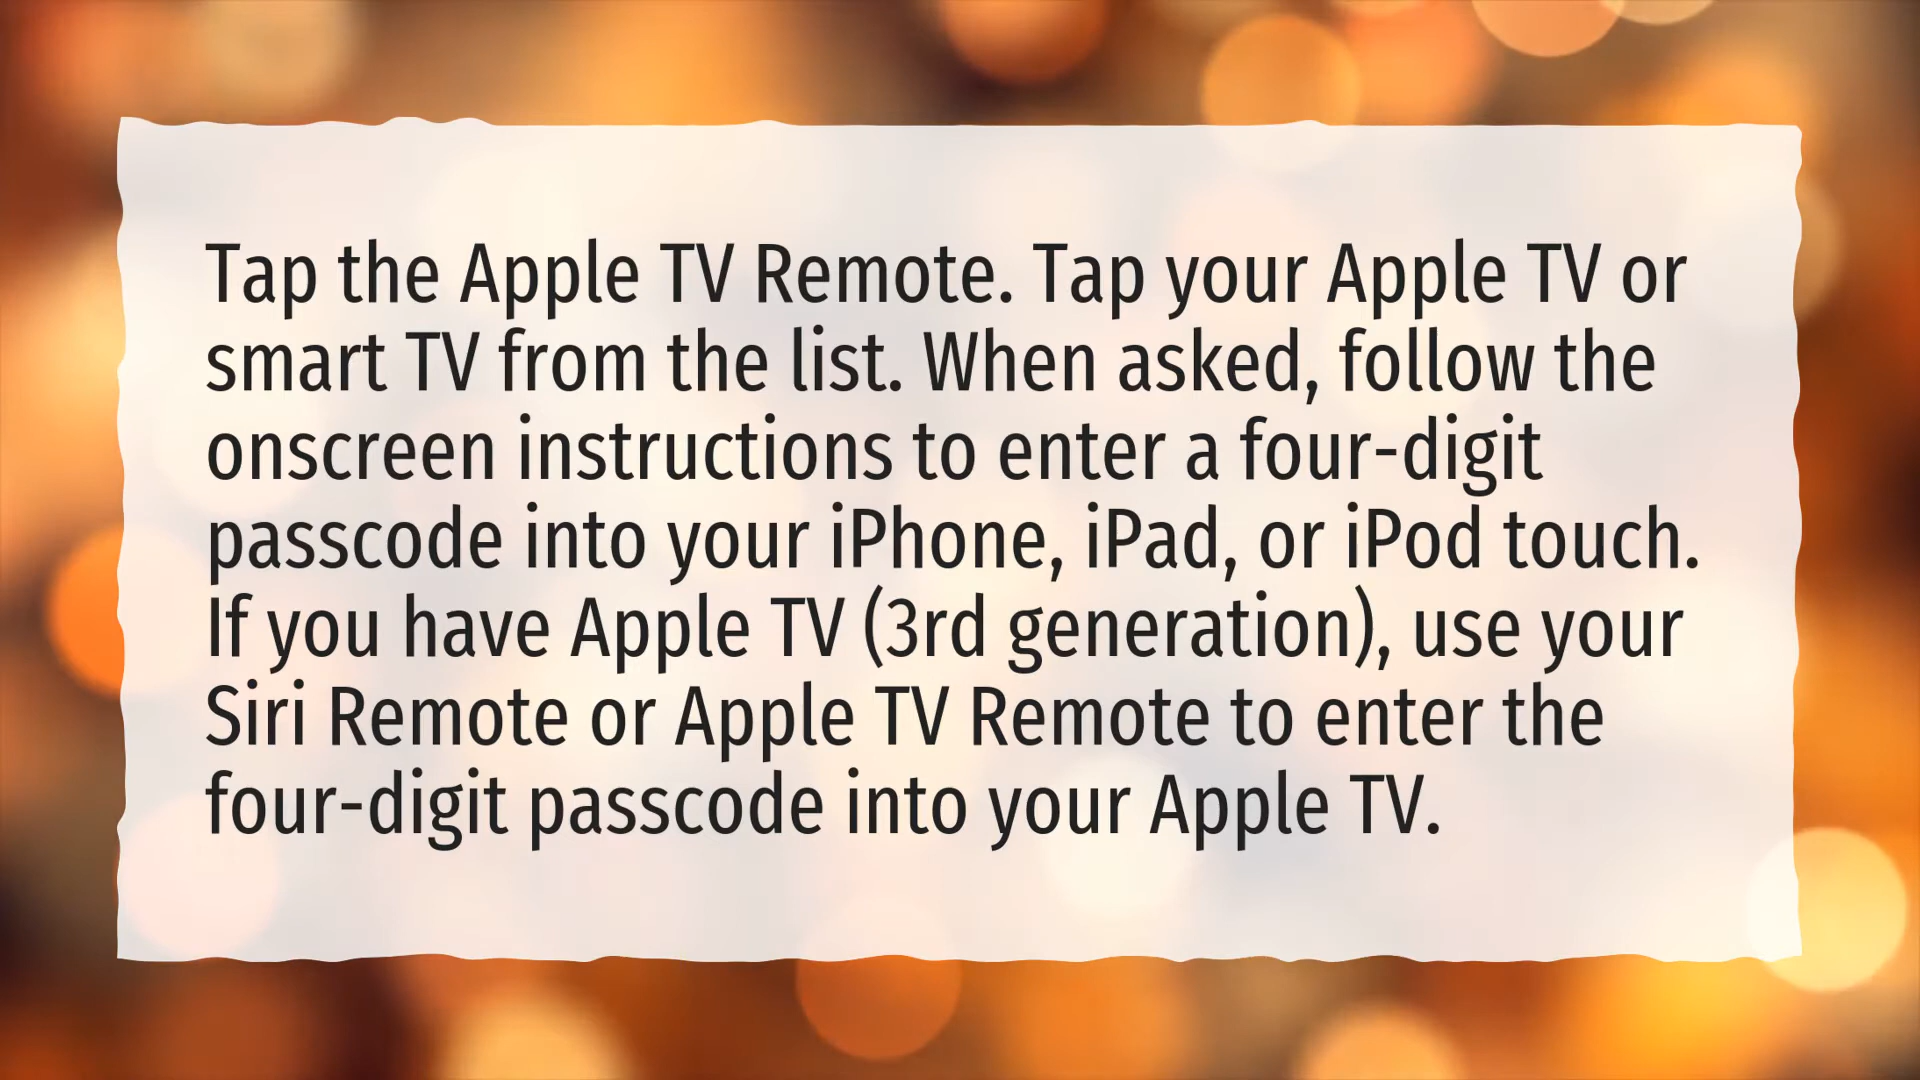 Tap the Apple TV Remote. Tap your Apple TV or
smart TV from the list. When asked, follow the
onscreen instructions to enter a four-digit
passcode into your iPhone, iPad, or iPod touch.
If you have Apple TV (3rd generation), use your
Siri Remote or Apple TV Remote to enter the
four-digit passcode into your Apple TV.